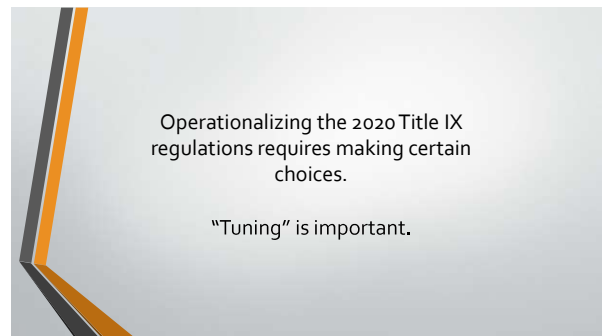 Operationalizing the 2020 Title IX
regulations requires making certain
choices.
“Tuning” is important.